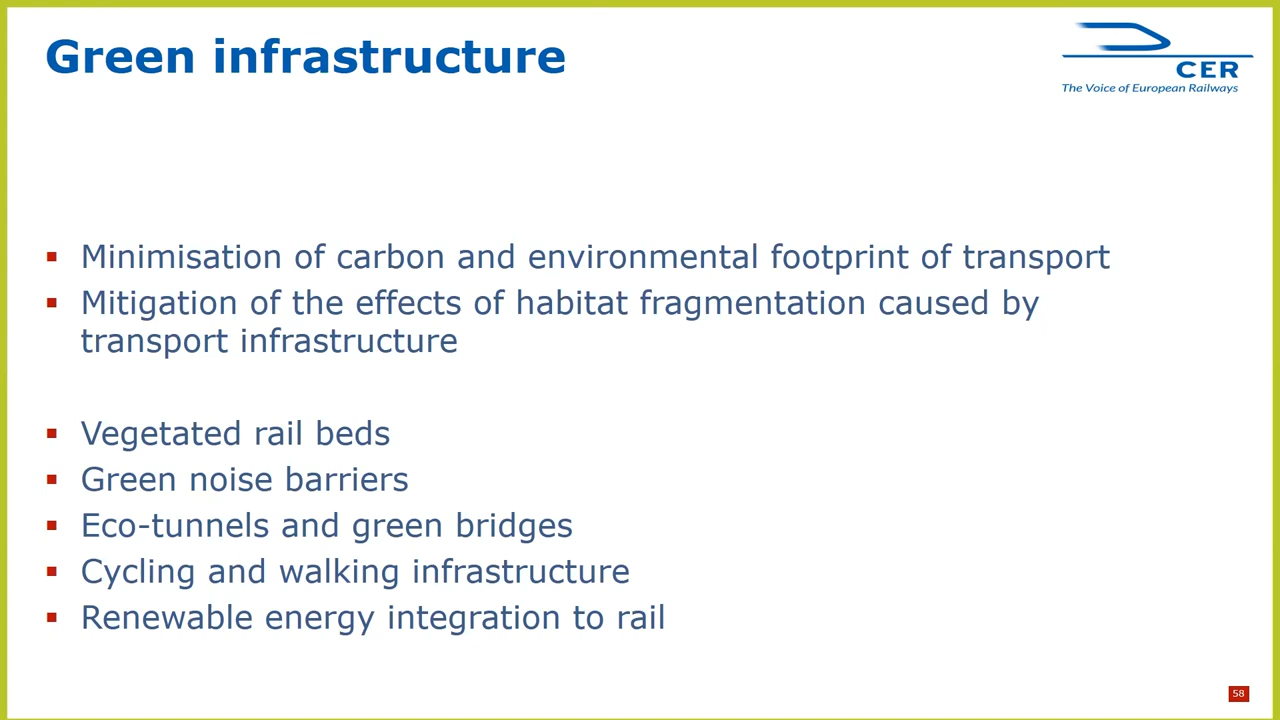 Green infrastructure
CER
The Voice of European Railways
Minimisation of carbon and environmental footprint of transport
Mitigation of the effects of habitat fragmentation caused by
transport infrastructure
Vegetated rail beds
Green noise barriers
Eco-tunnels and green bridges
Cycling and walking infrastructure
Renewable energy integration to rail
58